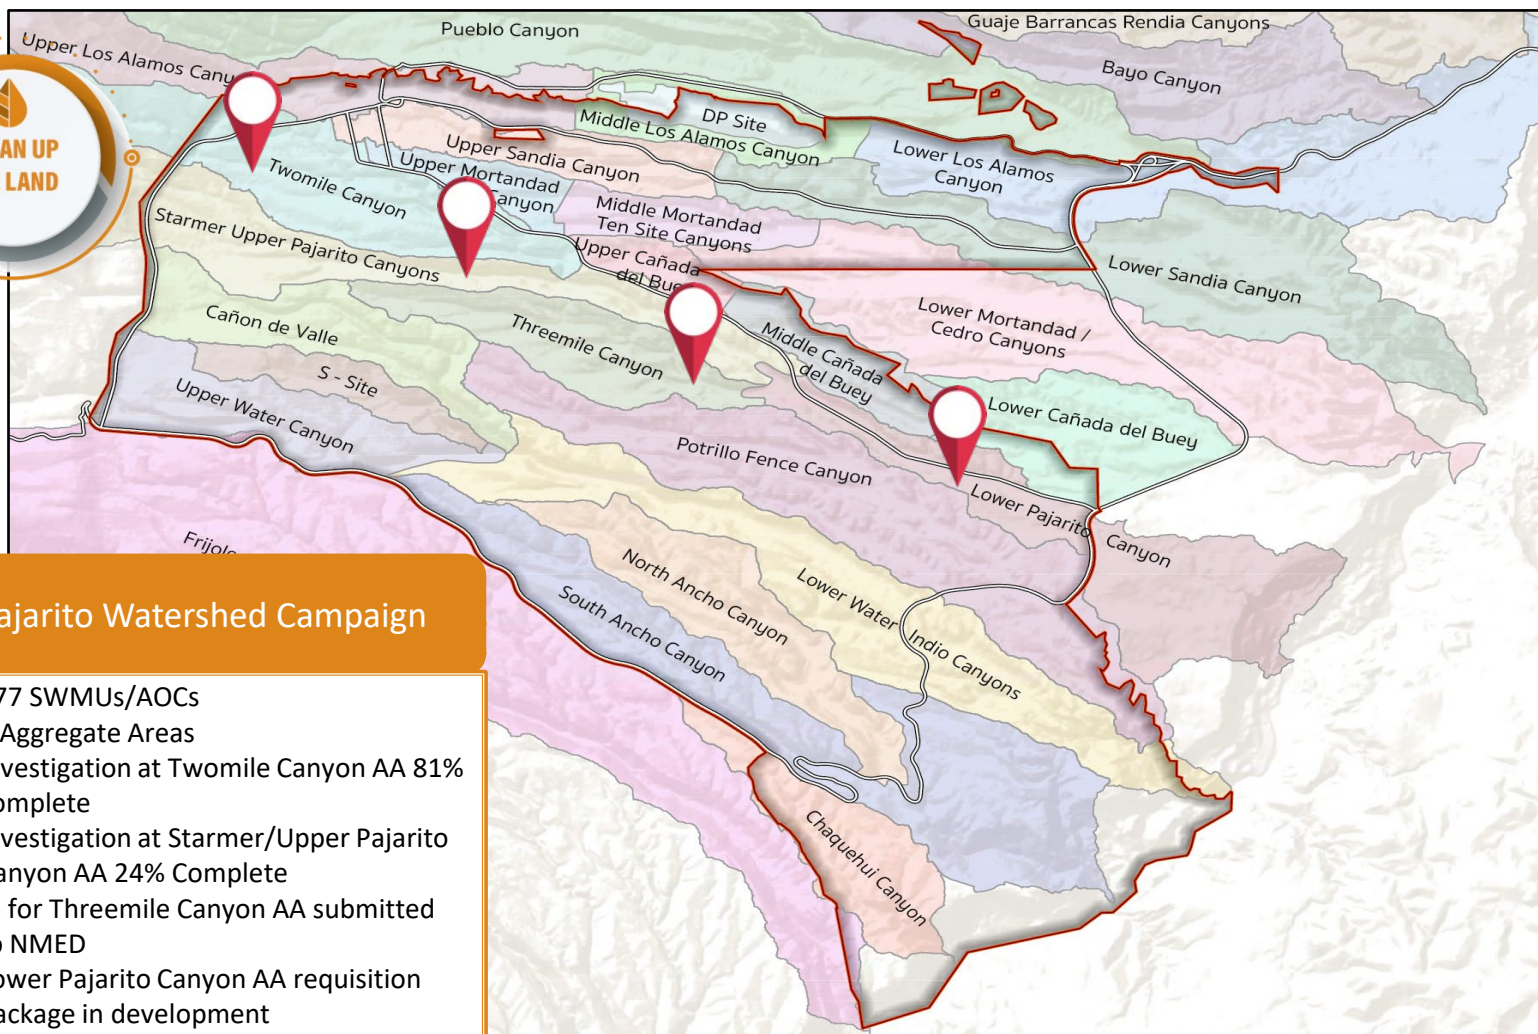 Guaje Barrancas Rendia Canyons
Pueblo Canyon
Upper Los Alamos Cany
Bayo Canyon
AN UP
LAND
DP Site
Middle Los Alamos Canyon
Upper Sandia Canyon
Lower Los Alamos
Canyon
Twomile Canyon
Upper Mortandad
Canyon
Middle Mortandad
Ten Site Canyons
Starmer Upper Pajarito Canyons
Upper Cañada
del Bue
Lower Sandia Canyon
Cañon de Valle
Threemile Canyon
Lower Mortandad /
Cedro Canyons
Middle Cañada
del Buey
S - Site
Upper Water Canyon
Lower Cañada del Buey
Potrillo Fence Canyon
Lower Pajarito Canyon
Frijole
North Ancho Canyon
South Ancho Canyon
Lower Water Indio Canyons
Chaquehui Canyon
ajarito Watershed Campaign
77 SWMUs/AOCs
Aggregate Areas
vestigation at Twomile Canyon AA 81%
omplete
vestigation at Starmer/Upper Pajarito
anyon AA 24% Complete
for Threemile Canyon AA submitted
o NMED
ower Pajarito Canyon AA requisition
ackage in development